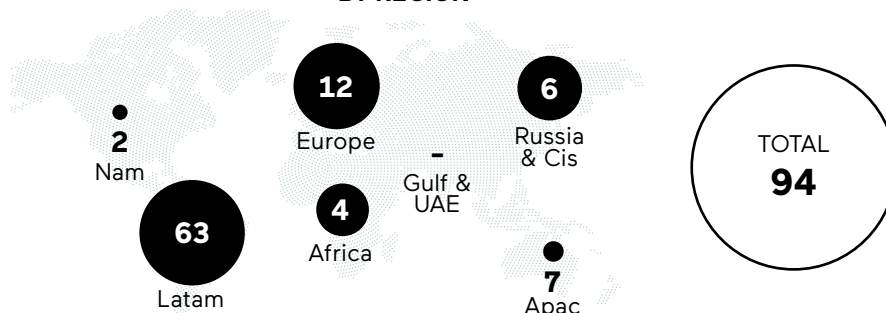 BY REGION
2
Nam
63
Latam
12
Europe
4
Africa
-
Gulf &
UAE
6
Russia
& Cis
7
Apac
TOTAL
94